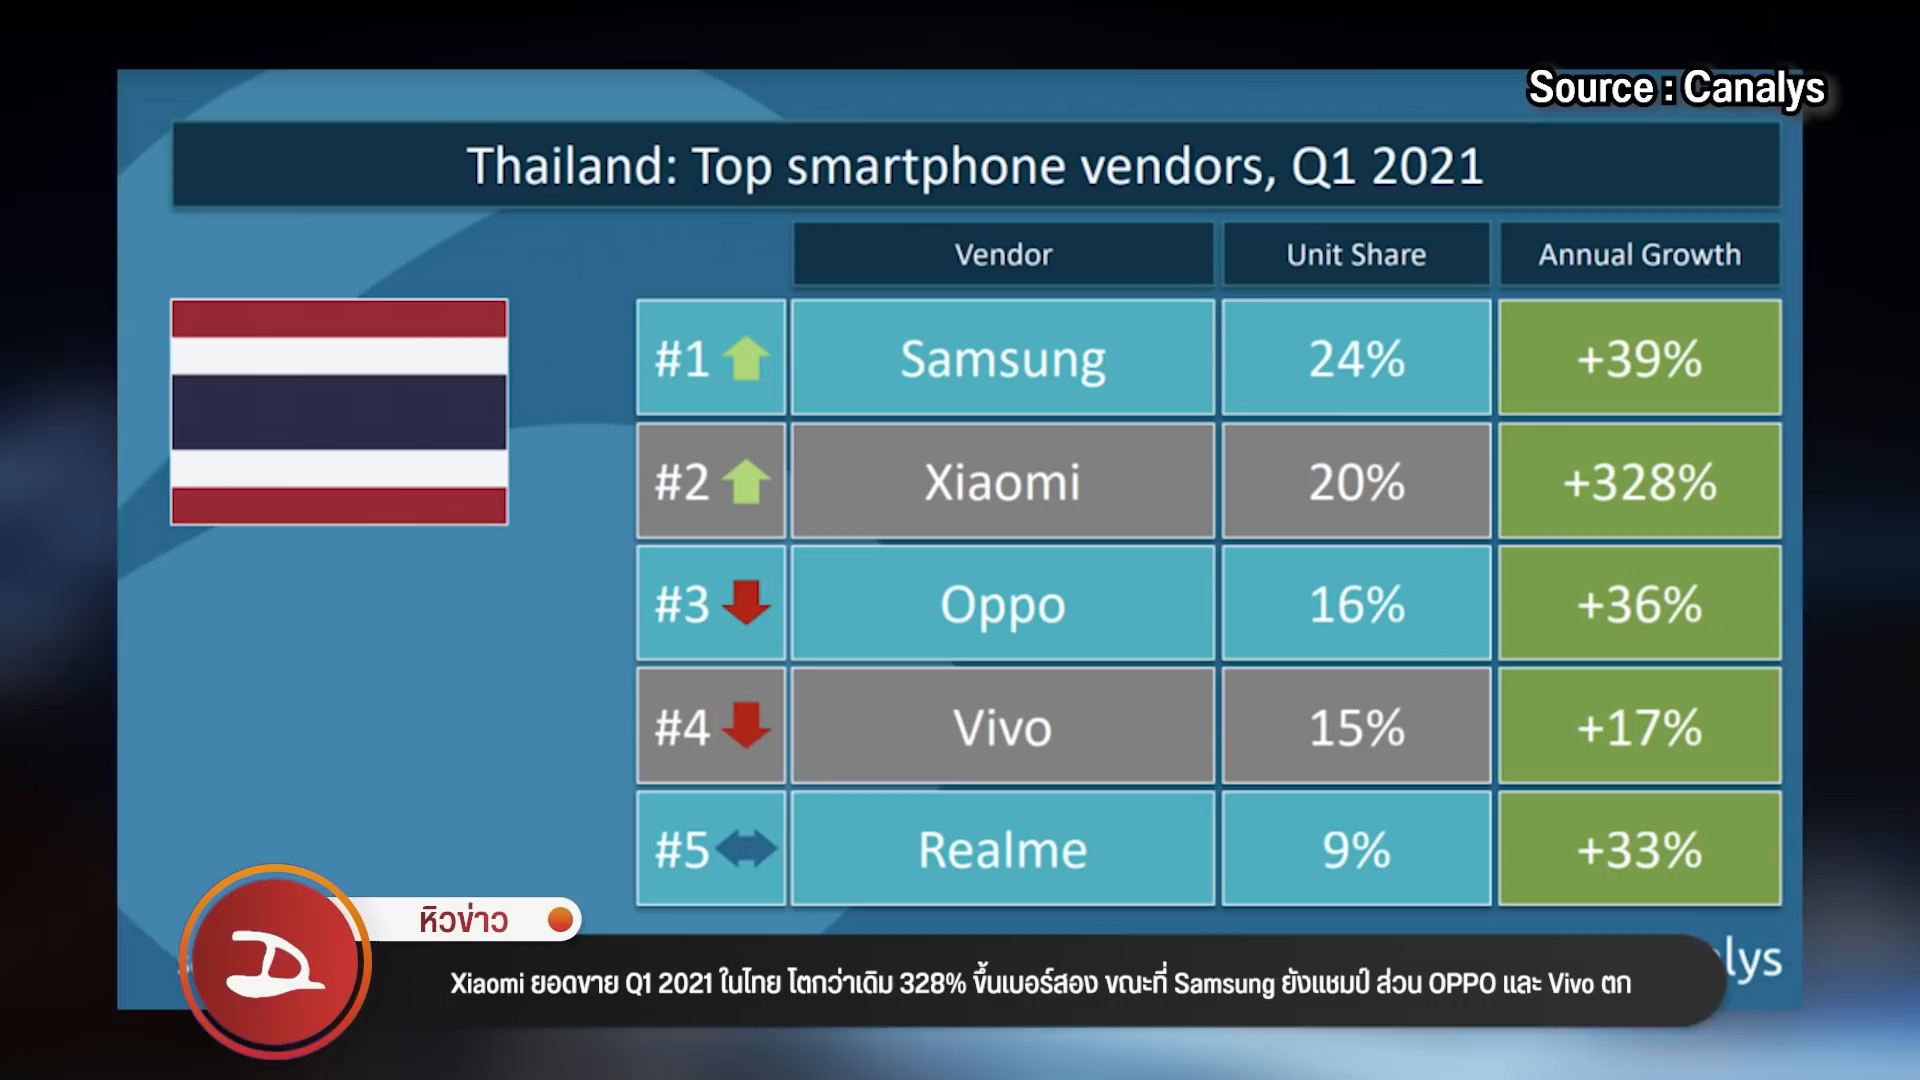 Source : Canalys
Thailand: Top smartphone vendors, Q1 2021
Vendor Unit Share Annual Growth
#1 Samsung 24% +39%
#2 Xiaomi 20% +328%
#3 Oppo 16% +36%
#4 Vivo 15% +17%
#5 Realme 9% +33%
หิวข่าว
lys
Xiaomi ยอดขาย Q1 2021 ในไทย โตกว่าเดิม 328% ขึ้นเบอร์สอง ขณะที่ Samsung ยังแชมป์ ส่วน OPPO และ Vivo ตก